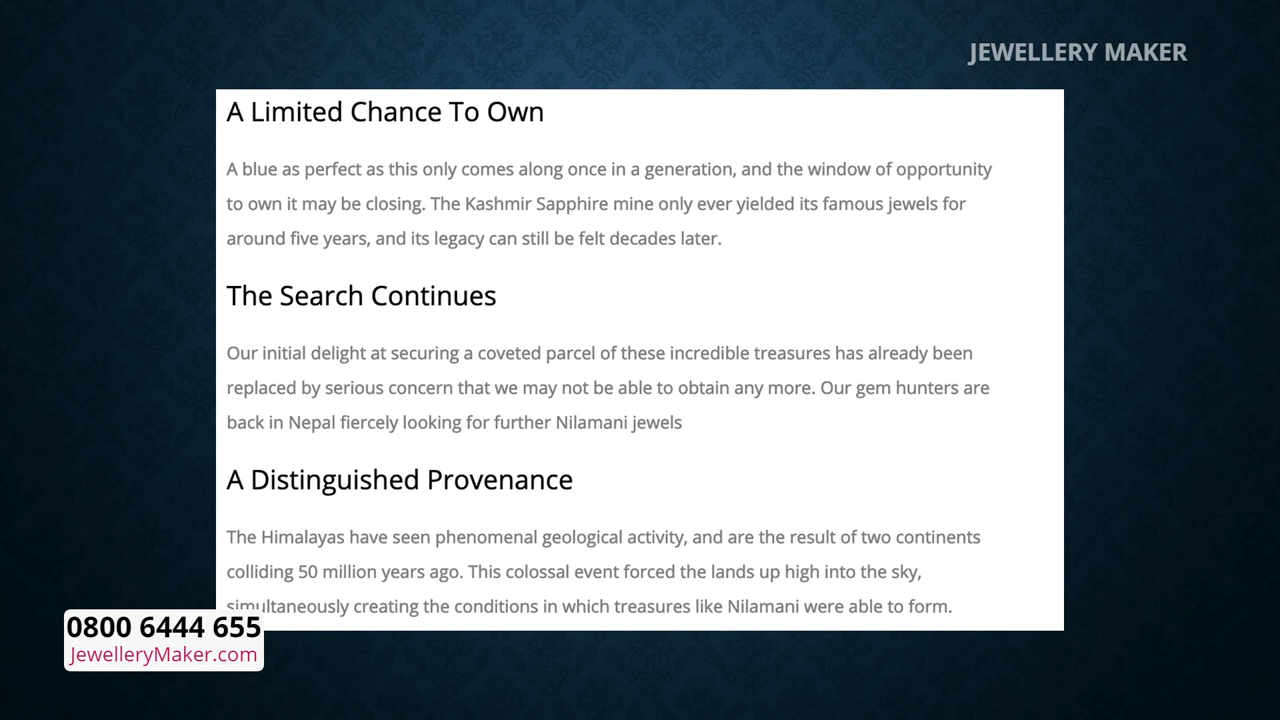 JEWELLERY MAKER
A Limited Chance To Own
A blue as perfect as this only comes along once in a generation, and the window of opportunity
to own it may be closing. The Kashmir Sapphire mine only ever yielded its famous jewels for
around five years, and its legacy can still be felt decades later.
The Search Continues
Our initial delight at securing a coveted parcel of these incredible treasures has already been
replaced by serious concern that we may not be able to obtain any more. Our gem hunters are
back in Nepal fiercely looking for further Nilamani jewels
A Distinguished Provenance
The Himalayas have seen phenomenal geological activity, and are the result of two continents
colliding 50 million years ago. This colossal event forced the lands up high into the sky,
simultaneously creating the conditions in which treasures like Nilamani were able to form.
0800 6444 655
JewelleryMaker.com